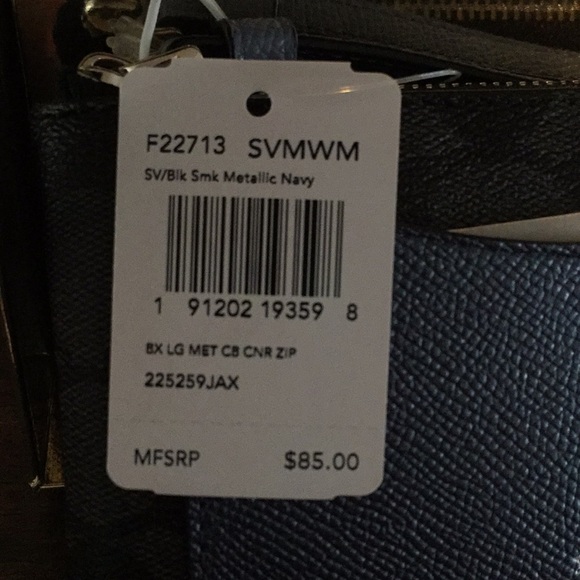 F22713 SVMWM
SV/Blk Smk Metallic Navy
1 91202 19359 8
BX LG MET CB CNR ZIP
225259JAX
MFSRP $85.00